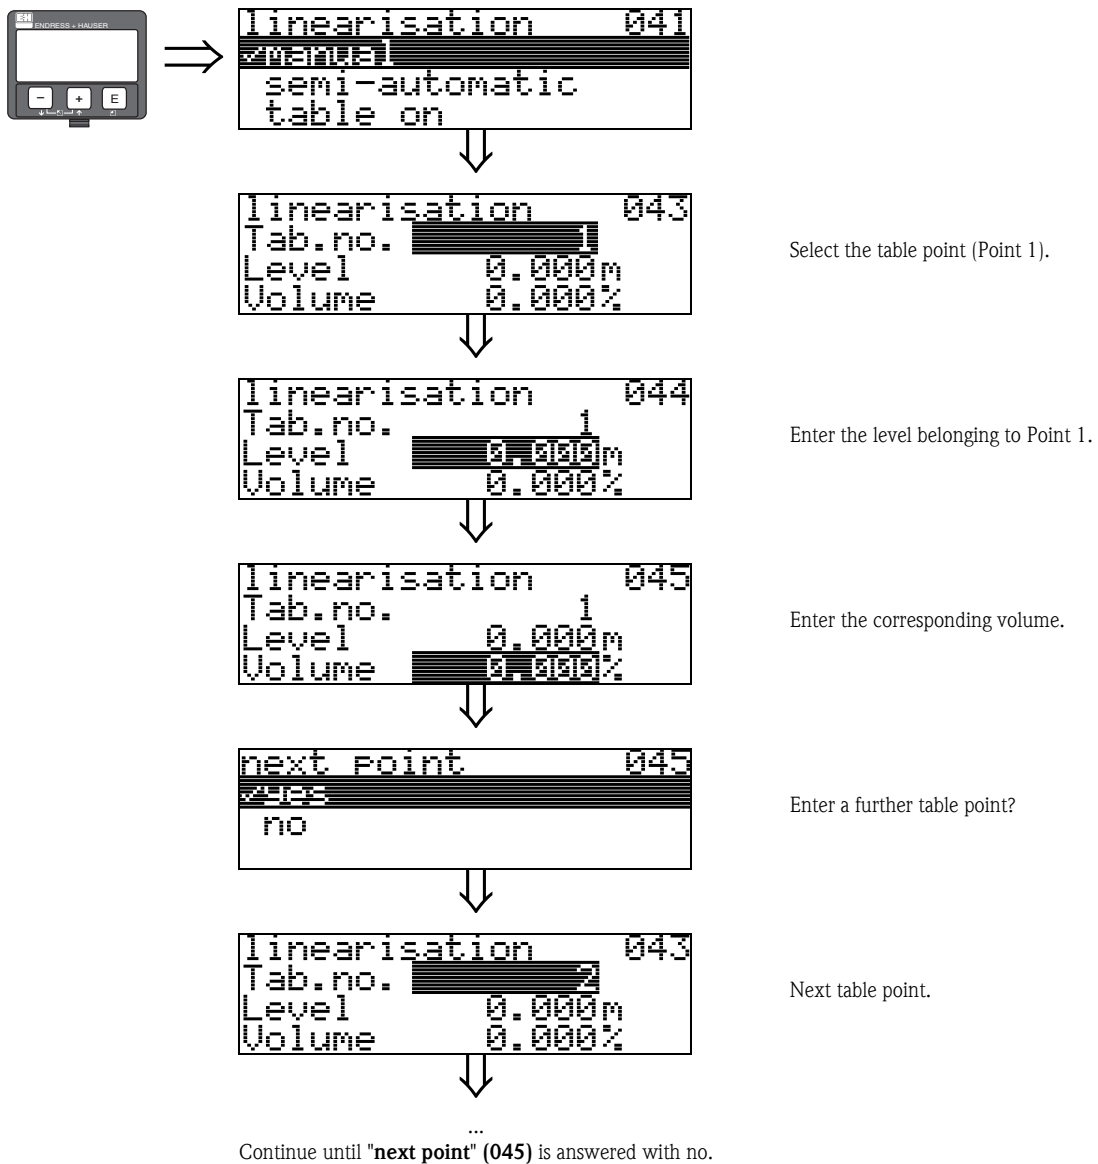 EH
ENDRESS + HAUSER
- + E
linearisation 041
✓manual
semi-automatic
table on
linearisation 043
Tab.no. 1
Level 0.000m
Volume 0.000%
Select the table point (Point 1).
linearisation 044
Tab.no. 1
Level 0.000m
Volume 0.000%
Enter the level belonging to Point 1.
linearisation 045
Tab.no. 1
Level 0.000m
Volume 0.000%
Enter the corresponding volume.
next point 045
✓yes
no
Enter a further table point?
linearisation 043
Tab.no. 2
Level 0.000m
Volume 0.000%
Next table point.
...
Continue until "next point" (045) is answered with no.